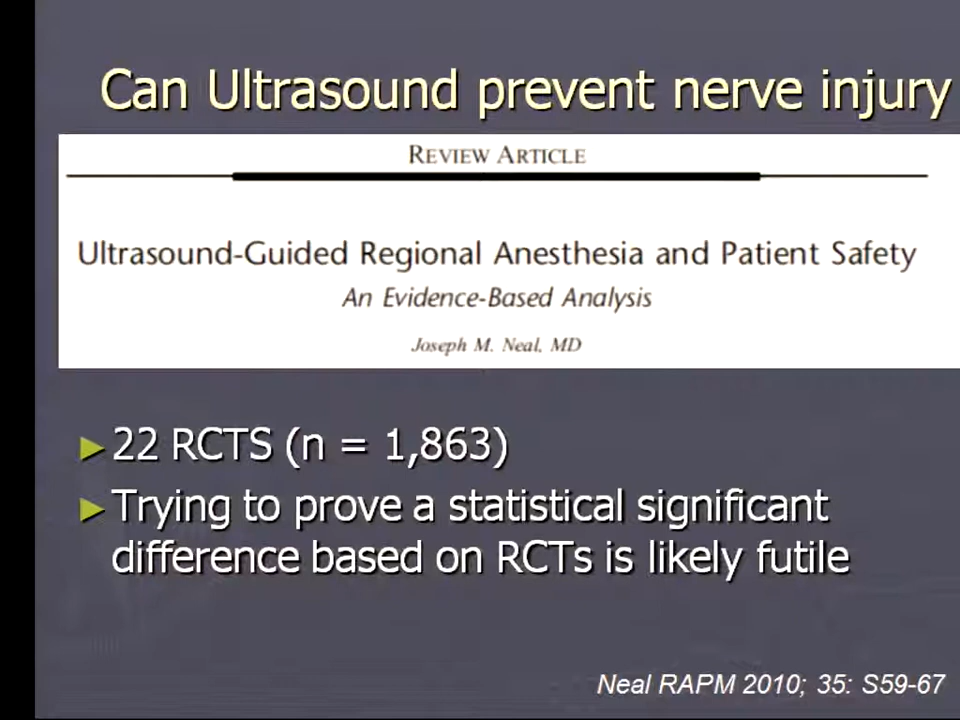 Can Ultrasound prevent nerve injury
REVIEW ARTICLE
Ultrasound-Guided Regional Anesthesia and Patient Safety
An Evidence-Based Analysis
Joseph M. Neal, MD
► 22 RCTS (n = 1,863)
► Trying to prove a statistical significant
difference based on RCTs is likely futile
Neal RAPM 2010; 35: S59-67